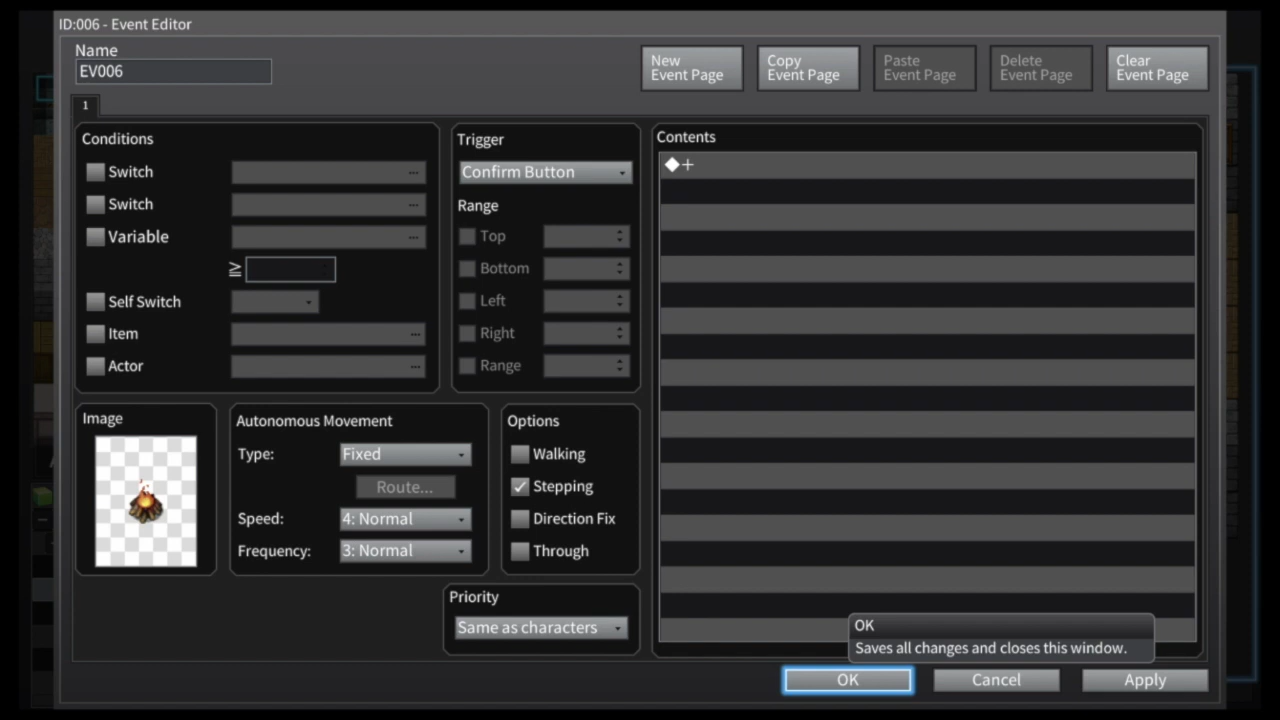 ID:006 - Event Editor
Name
EV006
New
Event Page
Copy
Event Page
Paste
Event Page
Delete
Event Page
Clear
Event Page
1
Conditions
Switch ...
Switch ...
Variable ...
≧
Self Switch
Item ...
Actor ...
Trigger
Confirm Button
Range
Top
Bottom
Left
Right
Range
Contents
◆+
Image
Autonomous Movement
Type: Fixed
Route...
Speed: 4: Normal
Frequency: 3: Normal
Options
Walking
Stepping
Direction Fix
Through
Priority
Same as characters
OK
Saves all changes and closes this window.
OK Cancel Apply